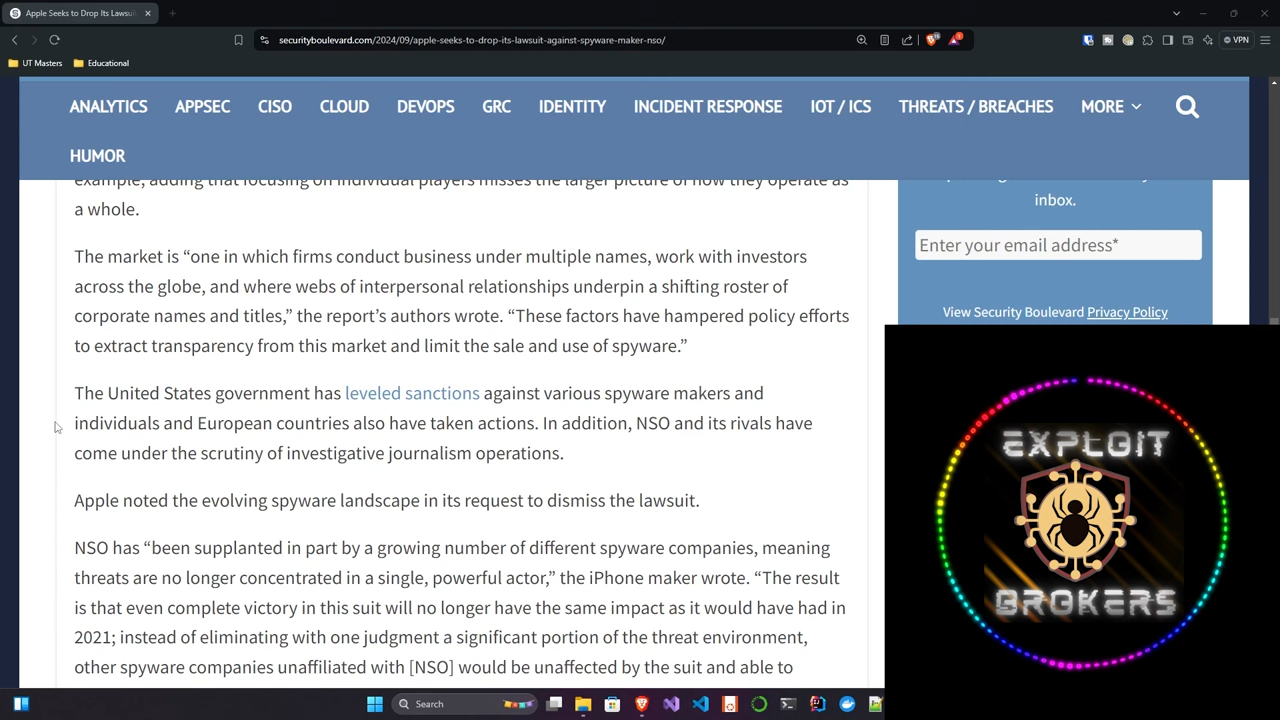 Apple Seeks to Drop Its Lawsui
securityboulevard.com/2024/09/apple-seeks-to-drop-its-lawsuit-against-spyware-maker-nso/
VPN
UT Masters
Educational
ANALYTICS
APPSEC
CISO
CLOUD
DEVOPS
GRC
IDENTITY
INCIDENT RESPONSE
IOT / ICS
THREATS / BREACHES
MORE
HUMOR
example, adding that focusing on individual players misses the larger picture of how they operate as
a whole.
The market is “one in which firms conduct business under multiple names, work with investors
across the globe, and where webs of interpersonal relationships underpin a shifting roster of
corporate names and titles,” the report’s authors wrote. “These factors have hampered policy efforts
to extract transparency from this market and limit the sale and use of spyware.”
The United States government has leveled sanctions against various spyware makers and
individuals and European countries also have taken actions. In addition, NSO and its rivals have
come under the scrutiny of investigative journalism operations.
Apple noted the evolving spyware landscape in its request to dismiss the lawsuit.
NSO has “been supplanted in part by a growing number of different spyware companies, meaning
threats are no longer concentrated in a single, powerful actor,” the iPhone maker wrote. “The result
is that even complete victory in this suit will no longer have the same impact as it would have had in
2021; instead of eliminating with one judgment a significant portion of the threat environment,
other spyware companies unaffiliated with [NSO] would be unaffected by the suit and able to
inbox.
Enter your email address*
View Security Boulevard Privacy Policy
EXPLOIT
BROKERS
Search